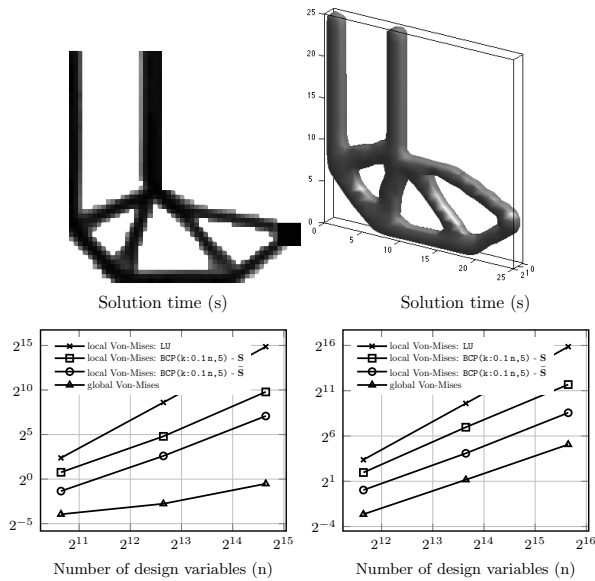 25
20
15
10
5
0
0
5
10
15
20
25
2
1
0
Solution time (s)
Solution time (s)
local Von-Mises: LU
local Von-Mises: BCP(k:0.1n,5) - S
local Von-Mises: BCP(k:0.1n,5) - S̄
global Von-Mises
2^15
2^10
2^5
2^0
2^−5
2^11
2^12
2^13
2^14
2^15
Number of design variables (n)
local Von-Mises: LU
local Von-Mises: BCP(k:0.1n,5) - S
local Von-Mises: BCP(k:0.1n,5) - S̄
global Von-Mises
2^16
2^11
2^6
2^1
2^−4
2^12
2^13
2^14
2^15
2^16
Number of design variables (n)